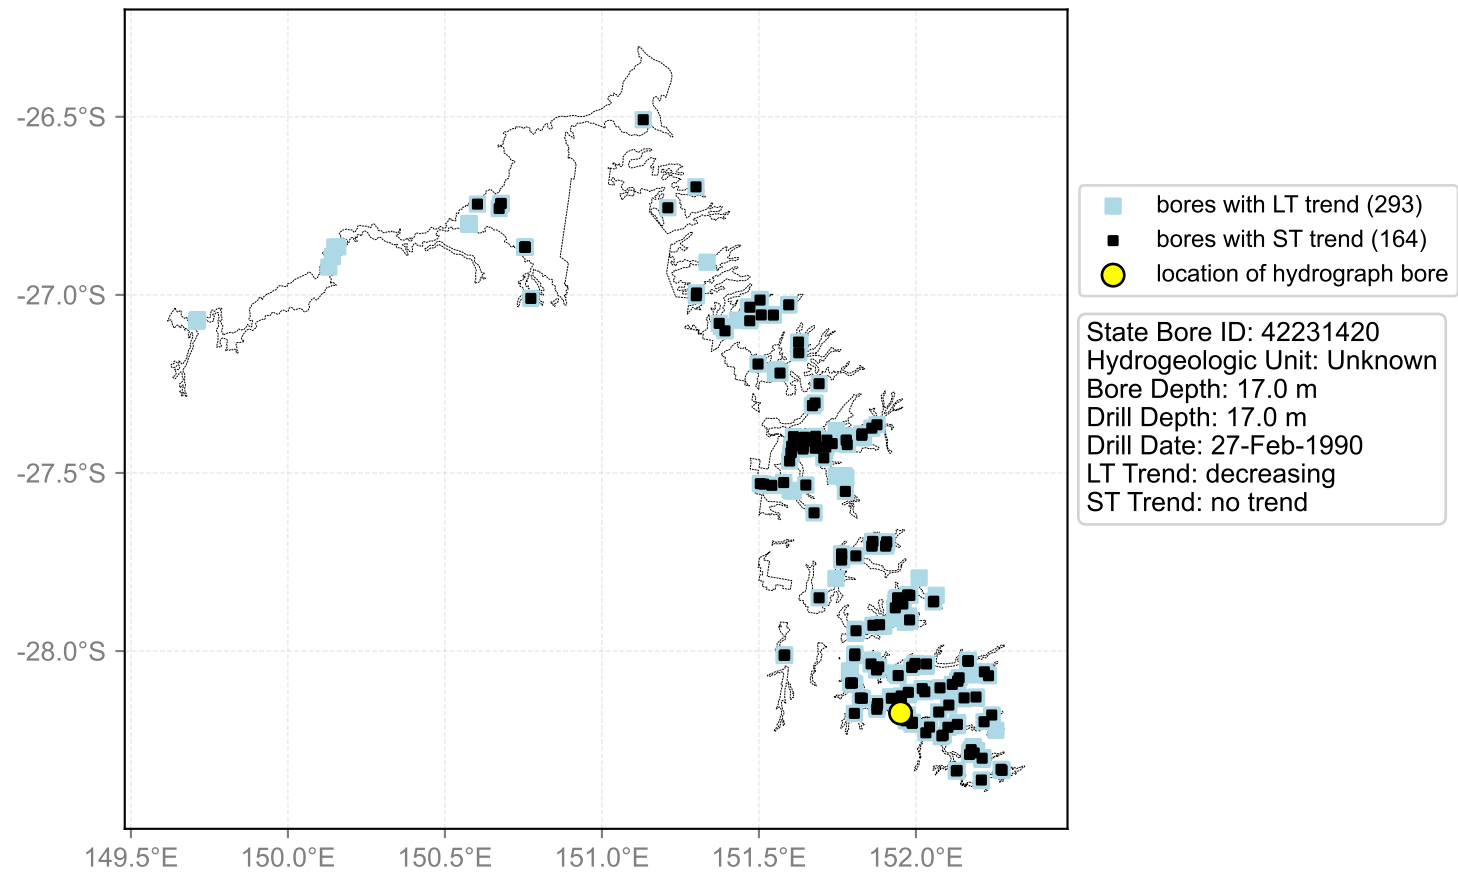 -26.5°S
-27.0°S
-27.5°S
-28.0°S
149.5°E
150.0°E
150.5°E
151.0°E
151.5°E
152.0°E
bores with LT trend (293)
bores with ST trend (164)
location of hydrograph bore
State Bore ID: 42231420
Hydrogeologic Unit: Unknown
Bore Depth: 17.0 m
Drill Depth: 17.0 m
Drill Date: 27-Feb-1990
LT Trend: decreasing
ST Trend: no trend